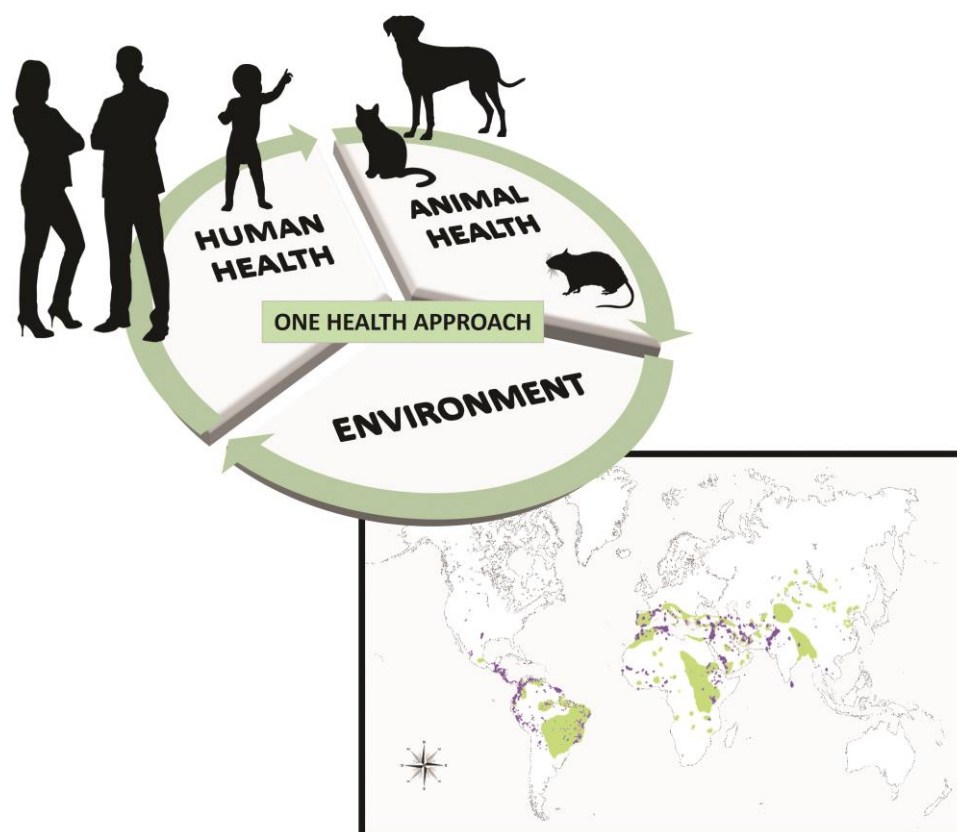 HUMAN
HEALTH
ANIMAL
HEALTH
ONE HEALTH APPROACH
ENVIRONMENT